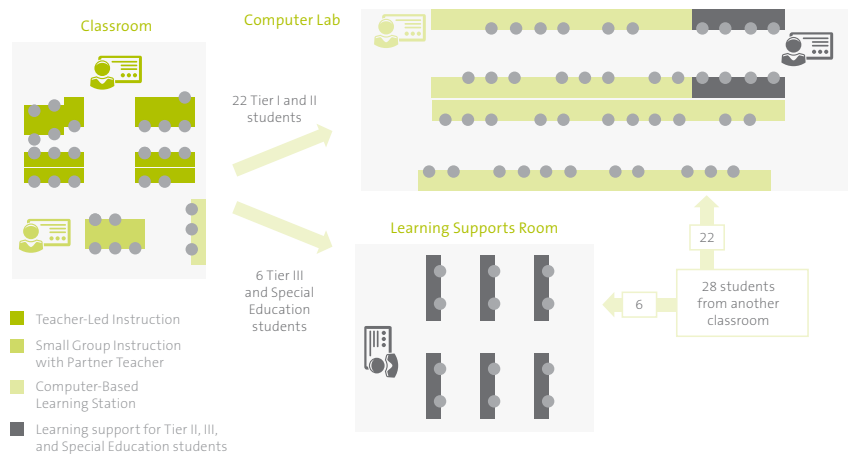 Classroom
Computer Lab
22 Tier I and II
students
Learning Supports Room
22
6 Tier III
and Special
Education
students
28 students
from another
classroom
6
Teacher-Led Instruction
Small Group Instruction
with Partner Teacher
Computer-Based
Learning Station
Learning support for Tier II, III,
and Special Education students